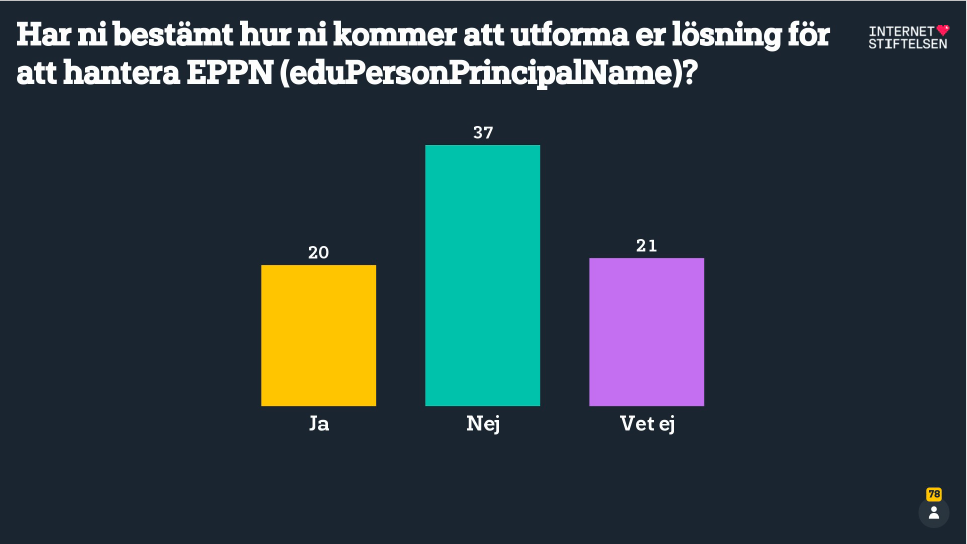 Har ni bestämt hur ni kommer att utforma er lösning för
att hantera EPPN (eduPersonPrincipalName)?
INTERNET
STIFTELSEN
37
20
21
Ja
Nej
Vet ej
78